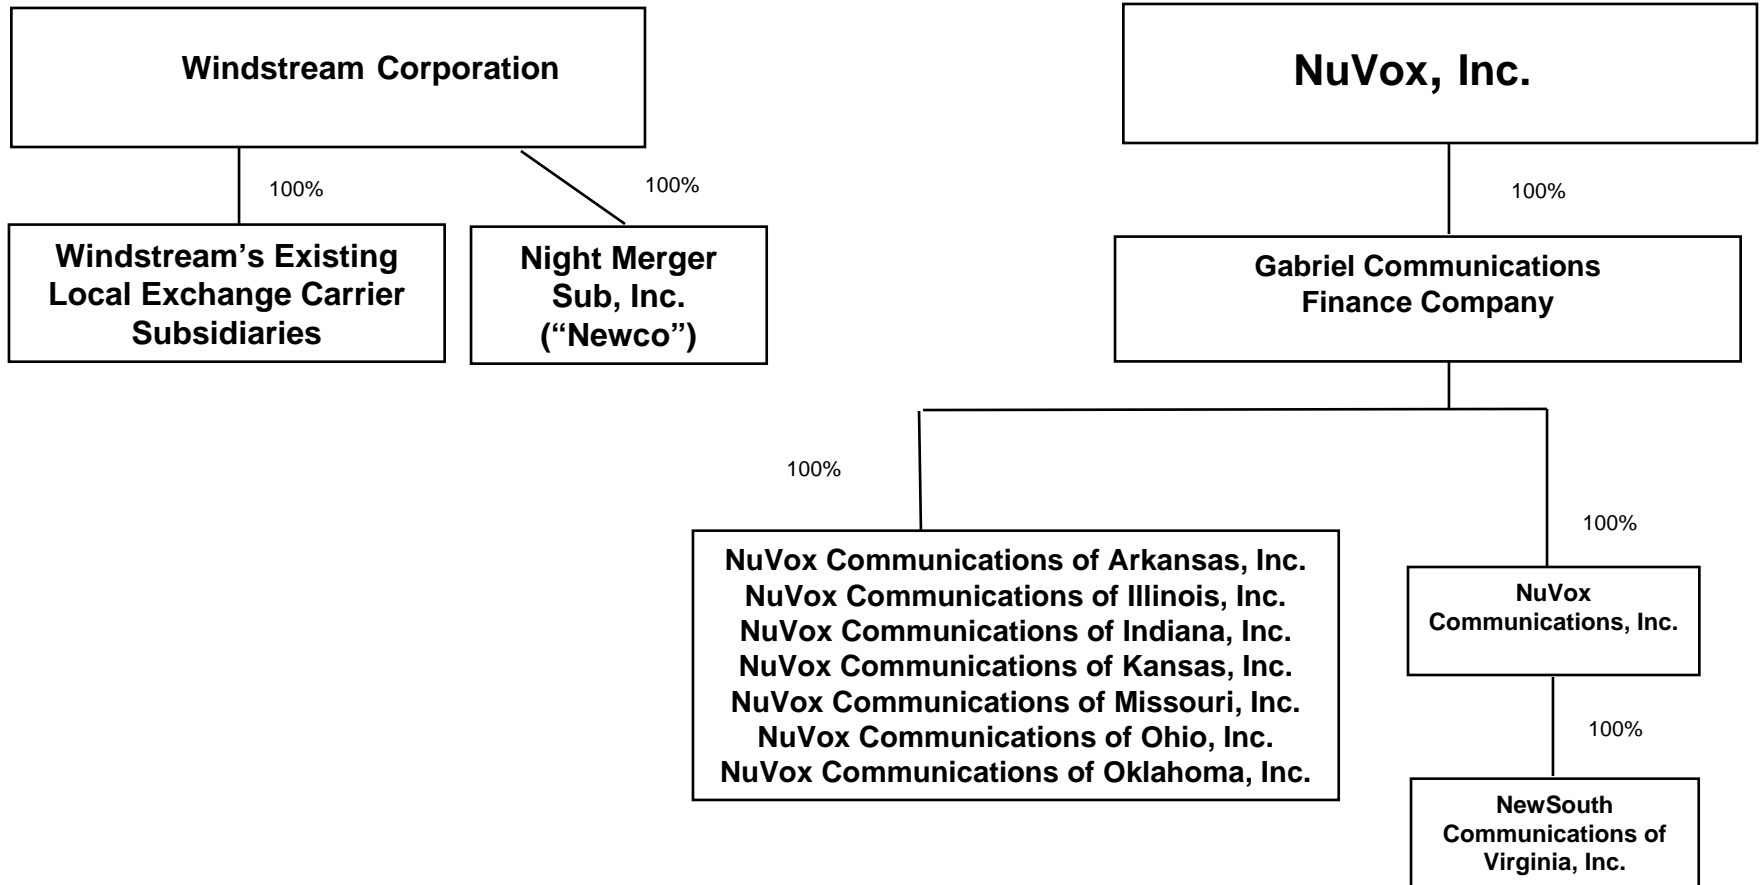 Windstream Corporation
NuVox, Inc.
100%
100%
100%
Windstream’s Existing
Local Exchange Carrier
Subsidiaries
Night Merger
Sub, Inc.
(“Newco”)
Gabriel Communications
Finance Company
100%
100%
NuVox Communications of Arkansas, Inc.
NuVox Communications of Illinois, Inc.
NuVox Communications of Indiana, Inc.
NuVox Communications of Kansas, Inc.
NuVox Communications of Missouri, Inc.
NuVox Communications of Ohio, Inc.
NuVox Communications of Oklahoma, Inc.
NuVox
Communications, Inc.
100%
NewSouth
Communications of
Virginia, Inc.